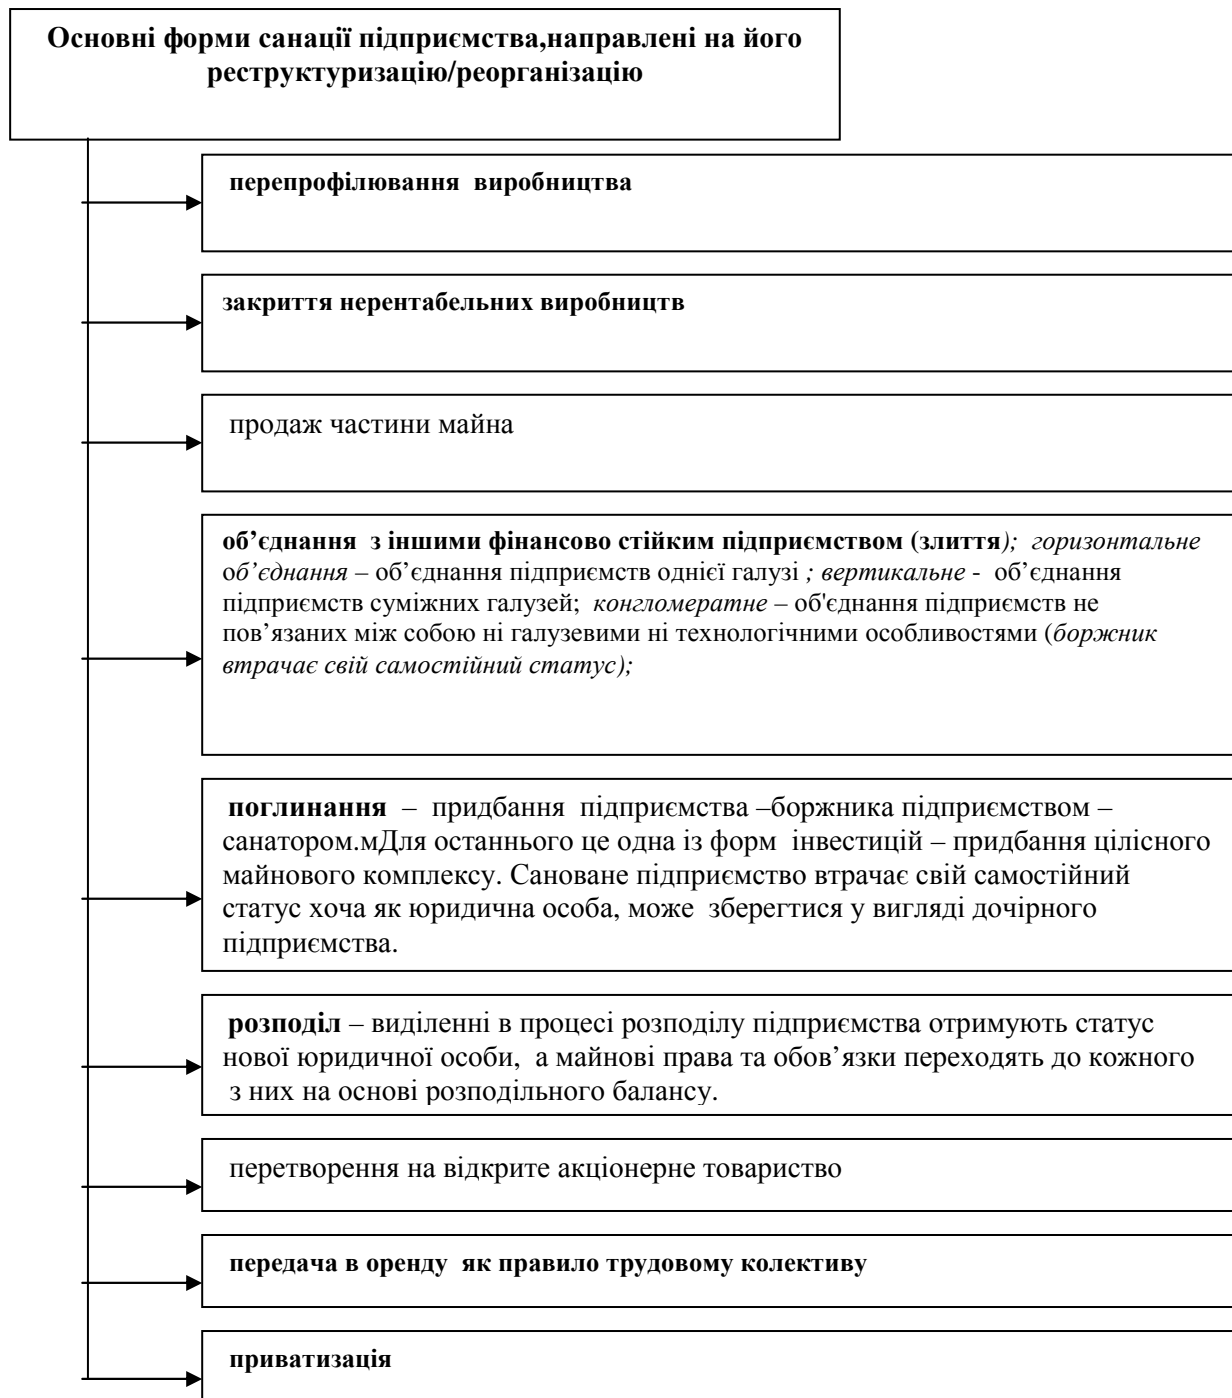 Основні форми санації підприємства,направлені на його
реструктуризацію/реорганізацію
перепрофілювання виробництва
закриття нерентабельних виробництв
продаж частини майна
об’єднання з іншими фінансово стійким підприємством (злиття); горизонтальне
об’єднання – об’єднання підприємств однієї галузі ; вертикальне - об’єднання
підприємств суміжних галузей; конгломератне – об'єднання підприємств не
пов’язаних між собою ні галузевими ні технологічними особливостями (боржник
втрачає свій самостійний статус);
поглинання – придбання підприємства –боржника підприємством –
санатором.мДля останнього це одна із форм інвестицій – придбання цілісного
майнового комплексу. Сановане підприємство втрачає свій самостійний
статус хоча як юридична особа, може зберегтися у вигляді дочірного
підприємства.
розподіл – виділенні в процесі розподілу підприємства отримують статус
нової юридичної особи, а майнові права та обов’язки переходять до кожного
з них на основі розподільного балансу.
перетворення на відкрите акціонерне товариство
передача в оренду як правило трудовому колективу
приватизація